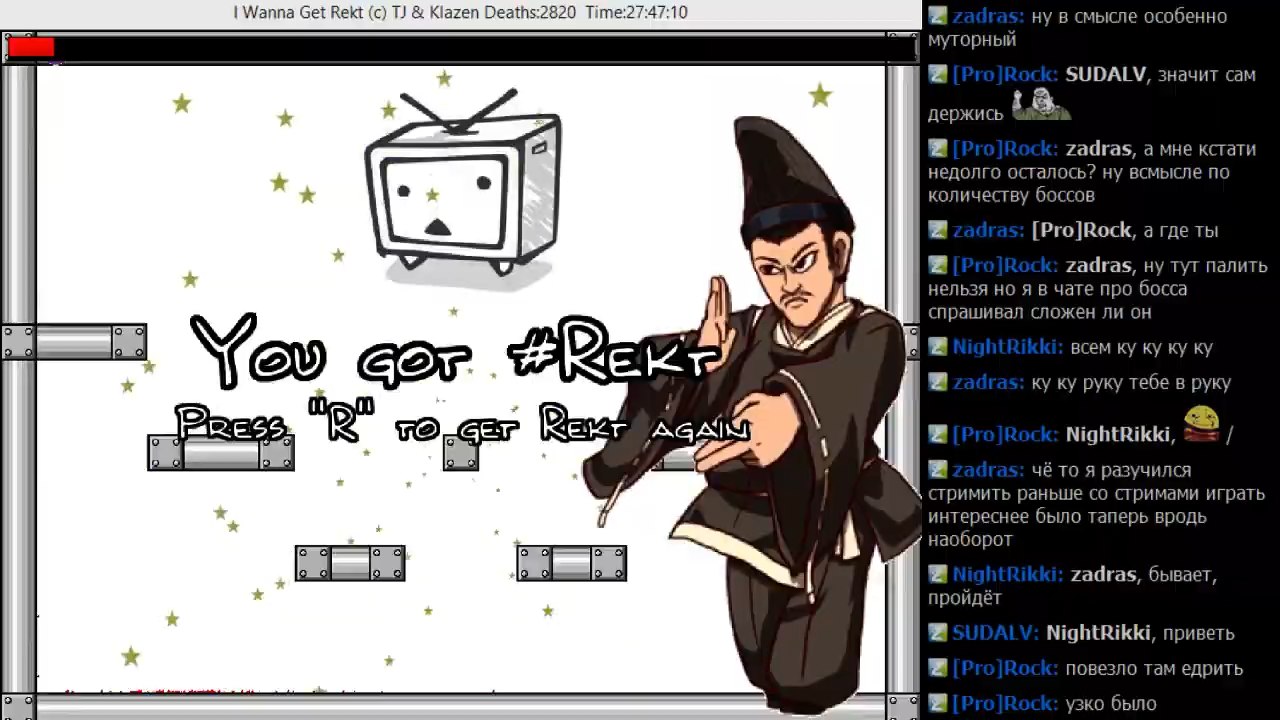 I Wanna Get Rekt (c) TJ & Klazen Deaths:2820 Time:27:47:10
You got #Rekt
Press "R" to get Rekt again
zadras: ну в смысле особенно
муторный
[Pro]Rock: SUDALV, значит сам
держись
[Pro]Rock: zadras, а мне кстати
недолго осталось? ну всмысле по
количеству боссов
zadras: [Pro]Rock, а где ты
[Pro]Rock: zadras, ну тут палить
нельзя но я в чате про босса
спрашивал сложен ли он
NightRikki: всем ку ку ку ку
zadras: ку ку руку тебе в руку
[Pro]Rock: NightRikki, /
zadras: чё то я разучился
стримить раньше со стримами играть
интереснее было таперь вродь
наоборот
NightRikki: zadras, бывает,
пройдёт
SUDALV: NightRikki, приветь
[Pro]Rock: повезло там едрить
[Pro]Rock: узко было